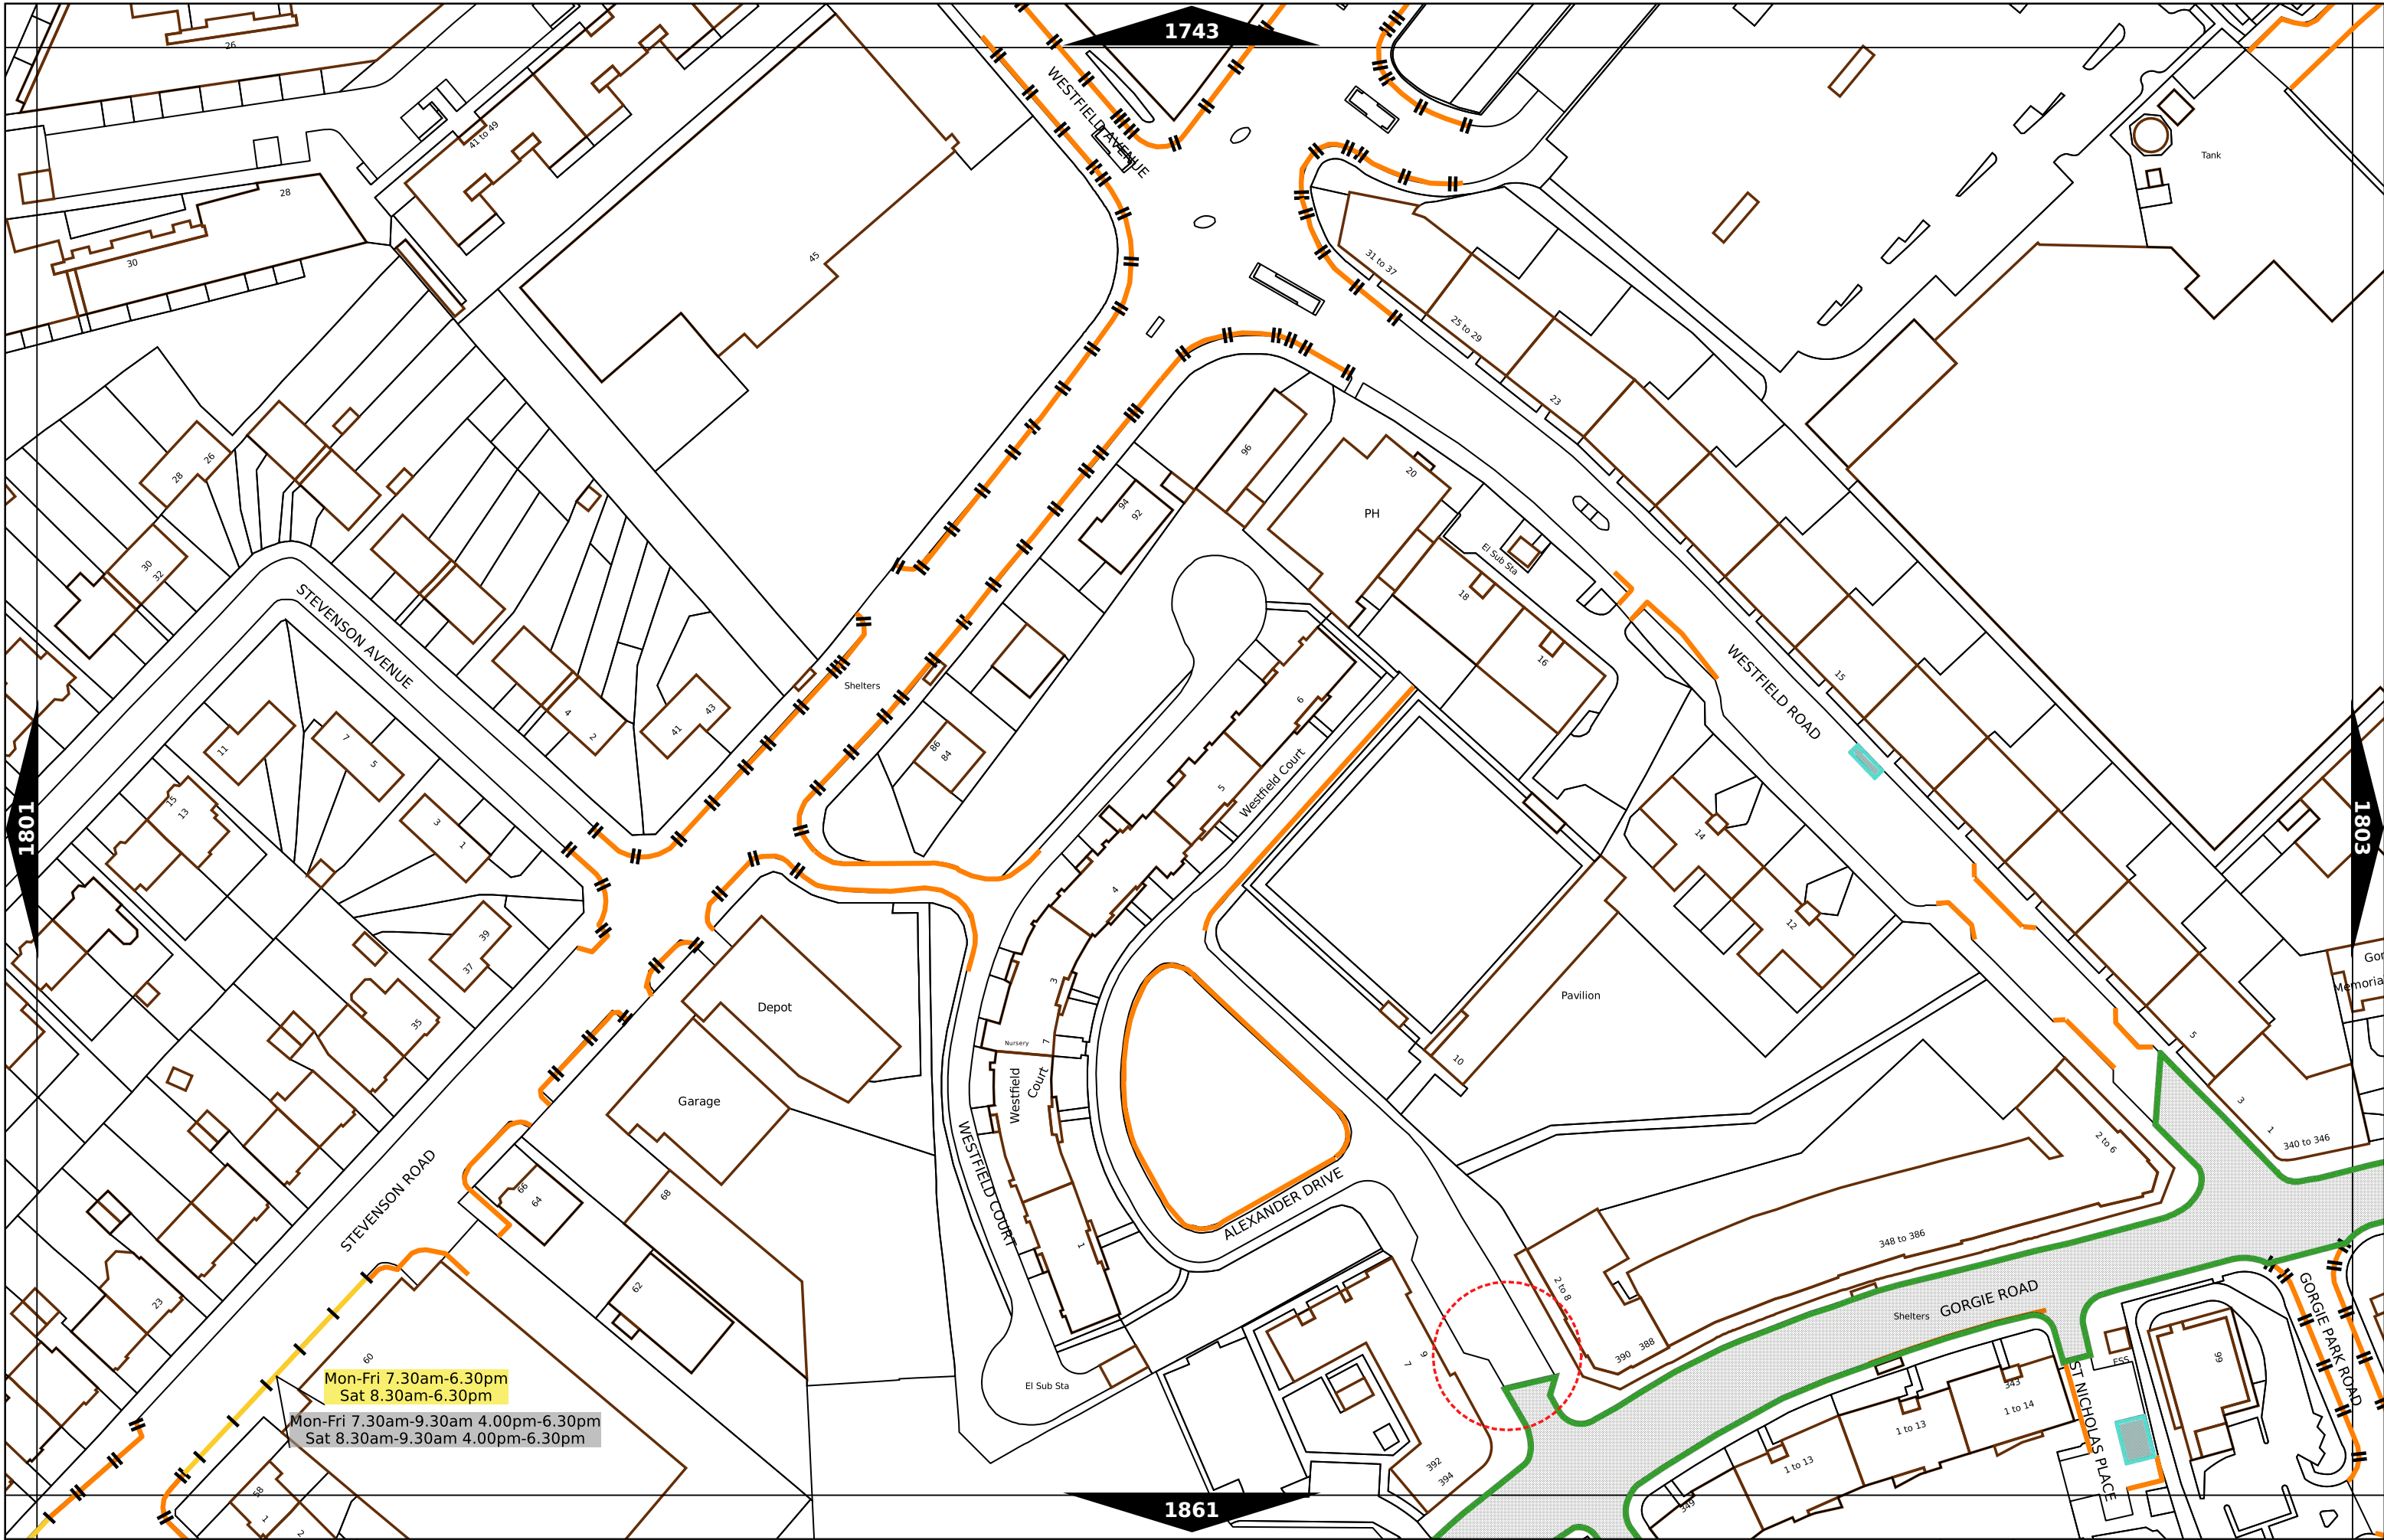 1743
26
WESTFIELD AVENUE
41 to 49
Tank
28
30
45
31 to 37
25 to 29
23
28
26
96
20
PH
94
92
El Sub Sta
30
32
18
STEVENSON AVENUE
16
WESTFIELD ROAD
15
Shelters
6
4
2
41
43
11
7
5
86
84
5
Westfield Court
1801
15
13
3
1
14
1803
4
12
39
37
Gor
Memoria
35
3
Pavilion
Depot
Nursery
7
10
5
Garage
Westfield
Court
3
1
340 to 346
2 to 6
WESTFIELD COURT
STEVENSON ROAD
66
64
68
ALEXANDER DRIVE
1
348 to 386
62
2 to 8
GORGIE ROAD
Shelters
GORGIE PARK ROAD
23
60
390
388
9
7
ESS
99
Mon-Fri 7.30am-6.30pm
Sat 8.30am-6.30pm
El Sub Sta
343
1 to 14
1 to 13
1 to 13
ST NICHOLAS PLACE
Mon-Fri 7.30am-9.30am 4.00pm-6.30pm
Sat 8.30am-9.30am 4.00pm-6.30pm
392
394
349
58
1
2
1861